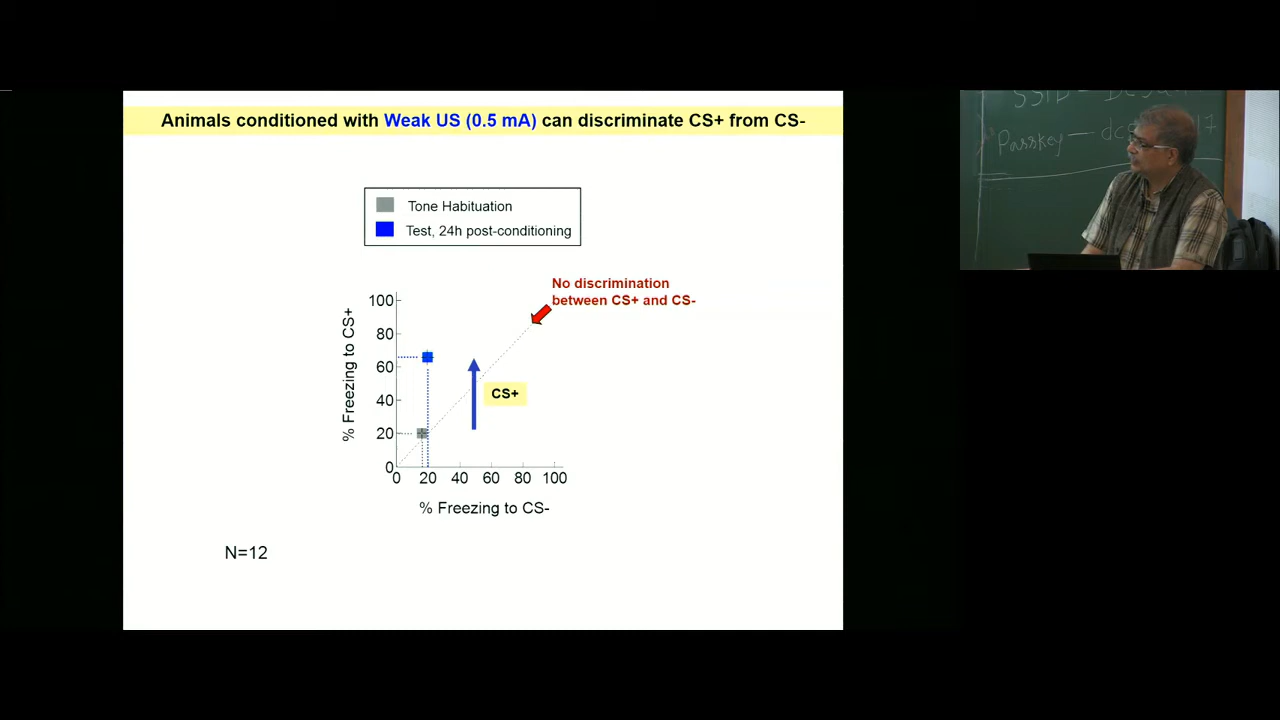 Animals conditioned with Weak US (0.5 mA) can discriminate CS+ from CS-
Tone Habituation
Test, 24h post-conditioning
No discrimination
between CS+ and CS-
100
80
60
40
20
0
% Freezing to CS+
CS+
0 20 40 60 80 100
% Freezing to CS-
N=12
SSID
Passkey —